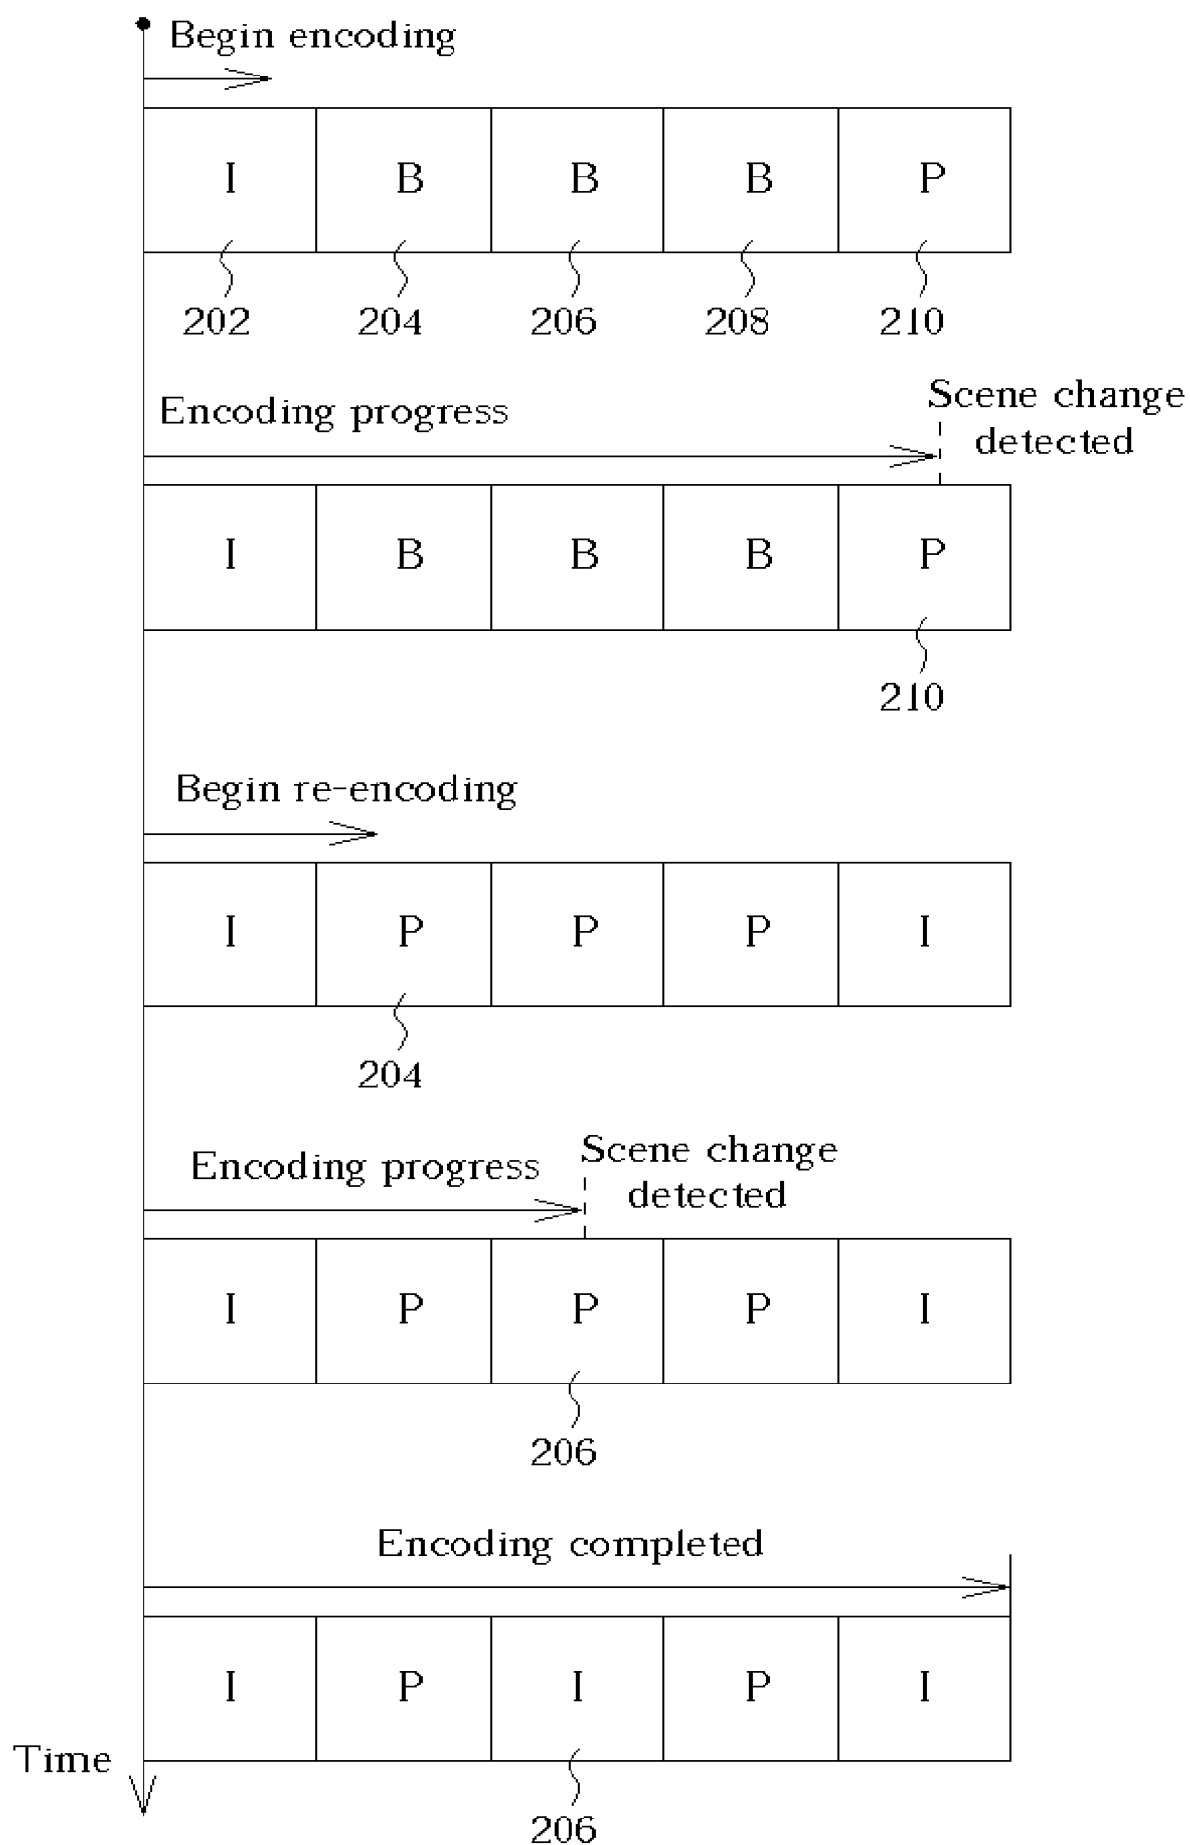 Begin encoding
I B B B P
202 204 206 208 210
Encoding progress
Scene change
detected
I B B B P
210
Begin re-encoding
I P P P I
204
Encoding progress
Scene change
detected
I P P P I
206
Encoding completed
I P I P I
Time
206